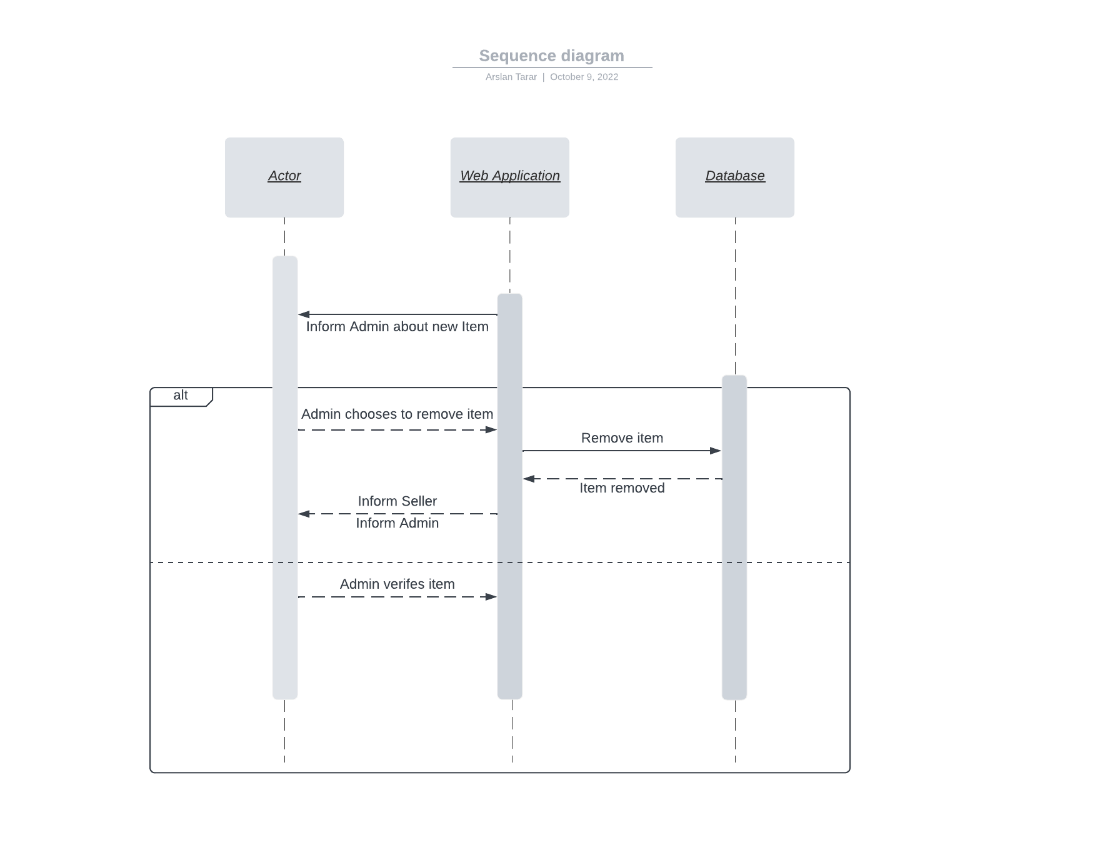 Sequence diagram
Arslan Tarar | October 9, 2022
Actor
Web Application
Database
Inform Admin about new Item
alt
Admin chooses to remove item
Remove item
Item removed
Inform Seller
Inform Admin
Admin verifes item